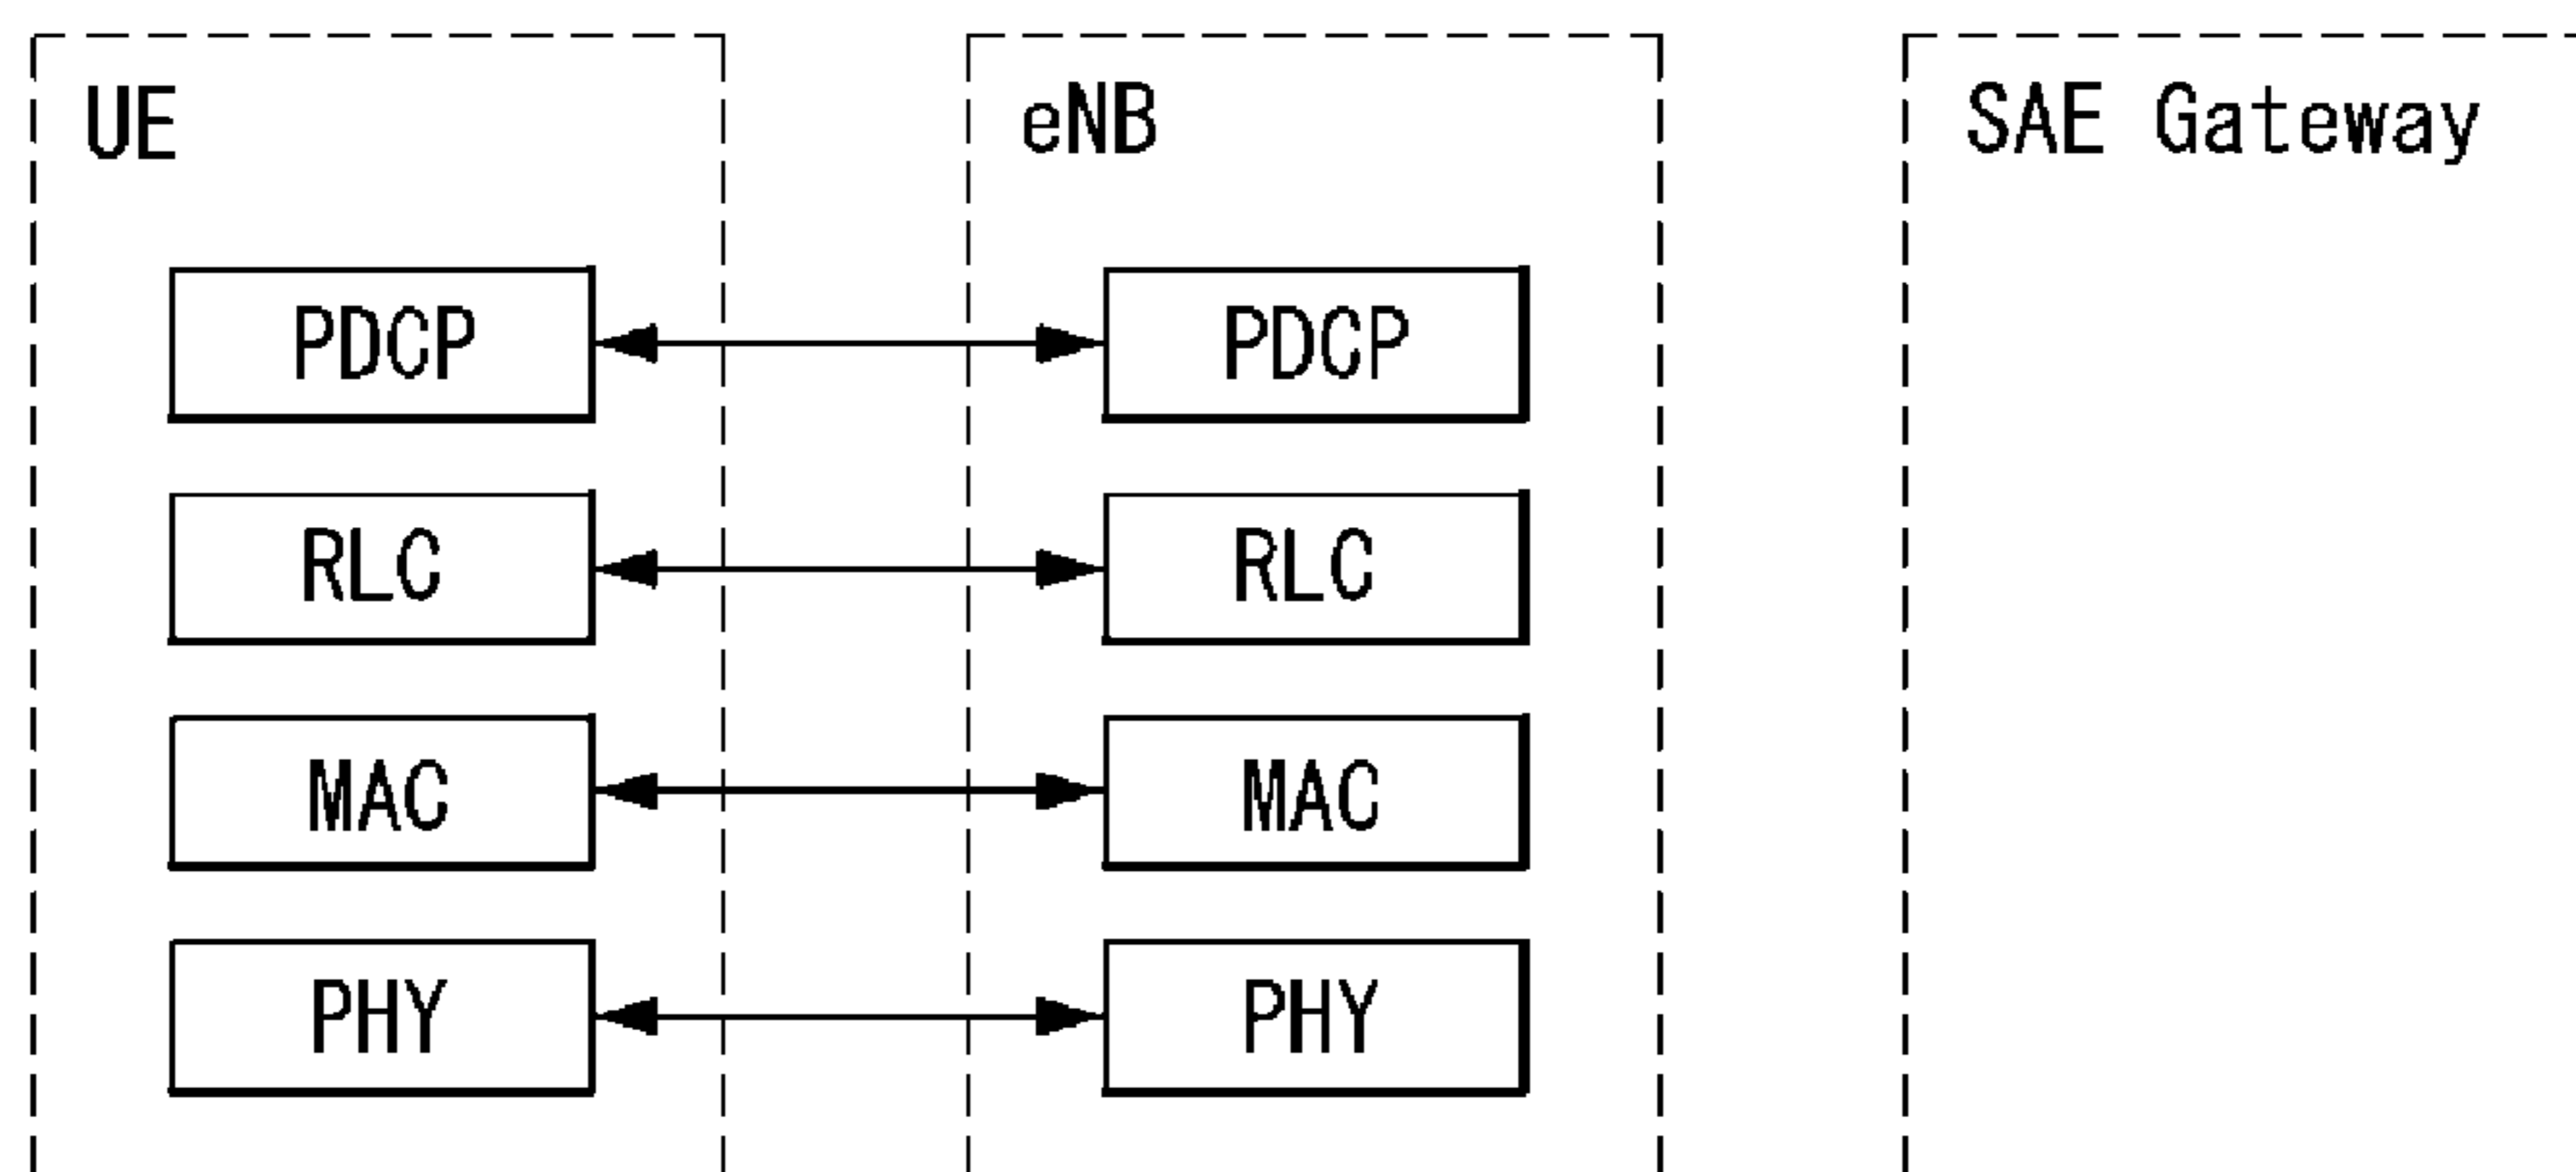 UE
eNB
SAE Gateway
PDCP
PDCP
RLC
RLC
MAC
MAC
PHY
PHY